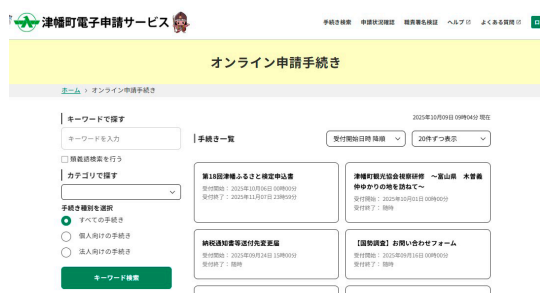 津幡町電子申請サービス
手続き検索 申請状況確認 職責署名検証 ヘルプ よくある質問
オンライン申請手続き
ホーム > オンライン申請手続き
2025年10月09日 09時04分 現在
キーワードで探す
キーワードを入力
類義語検索を行う
カテゴリで探す
手続き種別を選択
すべての手続き
個人向けの手続き
法人向けの手続き
キーワード検索
手続き一覧
受付開始日時 降順
20件ずつ表示
第18回津幡ふるさと検定申込書
受付開始：2025年10月06日 00時00分
受付終了：2025年11月07日 23時59分
津幡町観光協会視察研修 ～富山県 木曽義
仲ゆかりの地を訪ねて～
受付開始：2025年10月01日 00時00分
受付終了：随時
納税通知書等送付先変更届
受付開始：2025年09月24日 15時00分
受付終了：随時
【国勢調査】お問い合わせフォーム
受付開始：2025年09月16日 00時00分
受付終了：随時